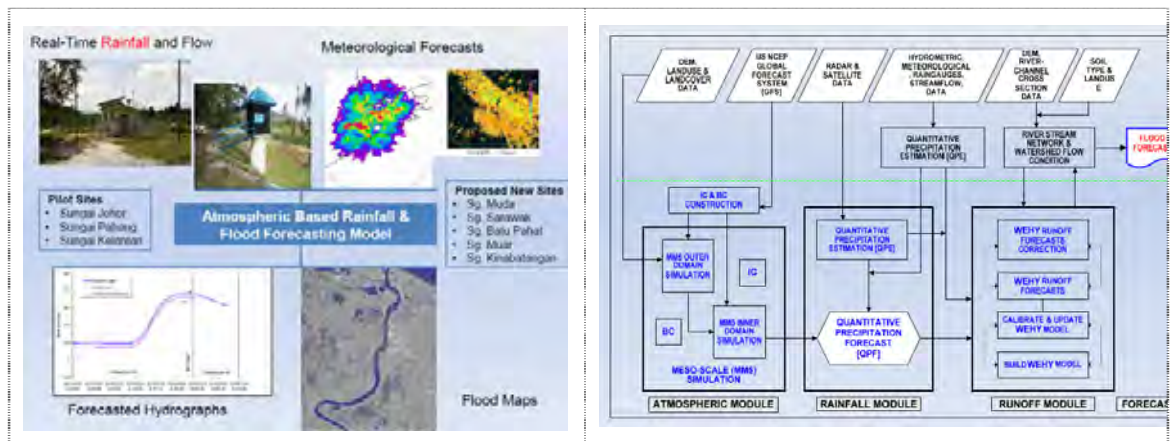 Real-Time Rainfall and Flow
Meteorological Forecasts
Pilot Sites
• Sungai Johor
• Sungai Pahang
• Sungai Kelantan
Atmospheric Based Rainfall &
Flood Forecasting Model
Proposed New Sites
• Sg. Muda
• Sg. Sarawak
• Sg. Batu Pahat
• Sg. Muar
• Sg. Kinabatangan
Forecasted Hydrographs
Flood Maps
DEM,
LANDUSE &
LANDCOVER
DATA
US NCEP
GLOBAL
FORECAST
SYSTEM
[GFS]
RADAR &
SATELLITE
DATA
HYDROMETRIC,
METEOROLOGICAL
, RAINGAUGES,
STREAMFLOW,
DATA
DEM,
RIVER-
CHANNEL
CROSS
SECTION
DATA
SOIL
TYPE &
LANDUS
E
QUANTITATIVE
PRECIPITATION
ESTIMATION [QPE]
RIVER STREAM
NETWORK &
WATERSHED FLOW
CONDITION
FLOOD
FORECAS
IC & BC
CONSTRUCTION
MM5 OUTER
DOMAIN
SIMULATION
IC
BC
MM5 INNER
DOMAIN
SIMULATION
MESO-SCALE (MM5)
SIMULATION
QUANTITATIVE
PRECIPITATION
ESTIMATION [QPE]
QUANTITATIVE
PRECIPITATION
FORECAST
[QPF]
WEHY RUNOFF
FORECASTS
CORRECTION
WEHY RUNOFF
FORECASTS
CALIBRATE & UPDATE
WEHY MODEL
BUILD WEHY MODEL
ATMOSPHERIC MODULE
RAINFALL MODULE
RUNOFF MODULE
FORECAS